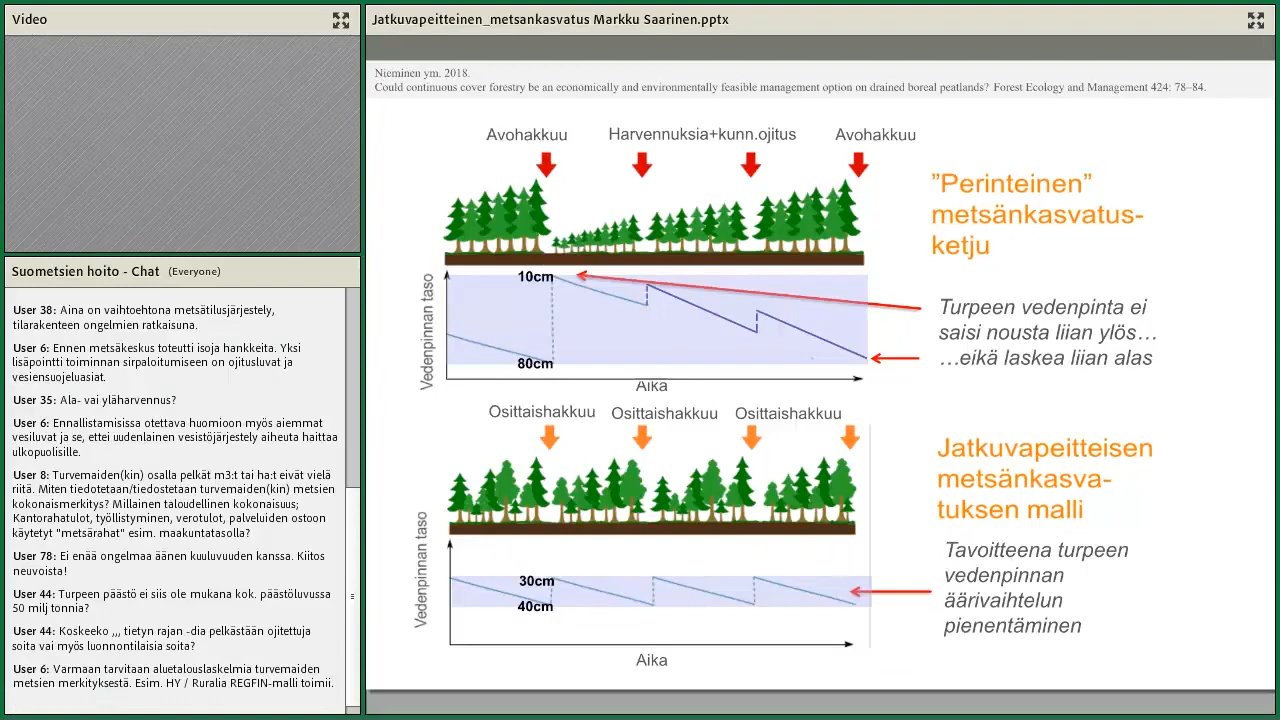 Video
Suometsien hoito - Chat (Everyone)
User 38: Aina on vaihtoehtona metsätilusjärjestely,
tilarakenteen ongelmien ratkaisuna.
User 6: Ennen metsäkeskus toteutti isoja hankkeita. Yksi
lisäpointti toiminnan sirpaloitumiseen on ojitusluvat ja
vesiensuojeluasiat.
User 35: Ala- vai yläharvennus?
User 6: Ennallistamisissa otettava huomioon myös aiemmat
vesiluvat ja se, ettei uudenlainen vesistöjärjestely aiheuta haittaa
ulkopuolisille.
User 8: Turvemaiden(kin) osalla pelkät m3:t tai ha:t eivät vielä
riitä. Miten tiedotetaan/tiedostetaan turvemaiden(kin) metsien
kokonaismerkitys? Millainen taloudellinen kokonaisuus;
Kantorahatulot, työllistyminen, verotulot, palveluiden ostoon
käytetyt "metsärahat" esim. maakuntatasolla?
User 78: Ei enää ongelmaa äänen kuuluvuuden kanssa. Kiitos
neuvoista!
User 44: Turpeen päästö ei siis ole mukana kok. päästöluvussa
50 milj tonnia?
User 44: Koskeeko ,,, tietyn rajan -dia pelkästään ojitettuja
soita vai myös luonnontilaisia soita?
User 6: Varmaan tarvitaan aluetalouslaskelmia turvemaiden
metsien merkityksestä. Esim. HY / Ruralia REGFIN-malli toimii.
Jatkuvapeitteinen_metsankasvatus Markku Saarinen.pptx
Nieminen ym. 2018.
Could continuous cover forestry be an economically and environmentally feasible management option on drained boreal peatlands? Forest Ecology and Management 424: 78–84.
Avohakkuu Harvennuksia+kunn.ojitus Avohakkuu
”Perinteinen”
metsänkasvatus-
ketju
Vedenpinnan taso
10cm
80cm
Aika
Turpeen vedenpinta ei
saisi nousta liian ylös…
…eikä laskea liian alas
Osittaishakkuu Osittaishakkuu Osittaishakkuu
Jatkuvapeitteisen
metsänkasva-
tuksen malli
Vedenpinnan taso
30cm
40cm
Aika
Tavoitteena turpeen
vedenpinnan
äärivaihtelun
pienentäminen